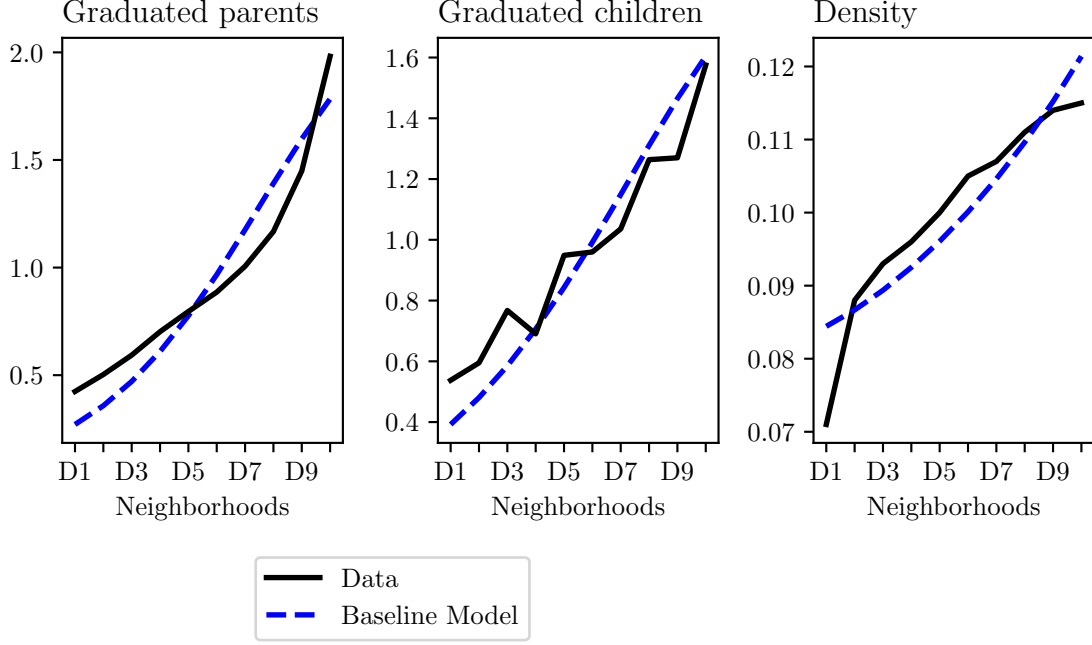 Graduated parents
2.0
1.5
1.0
0.5
D1 D3 D5 D7 D9
Neighborhoods
Graduated children
1.6
1.4
1.2
1.0
0.8
0.6
0.4
D1 D3 D5 D7 D9
Neighborhoods
Density
0.12
0.11
0.10
0.09
0.08
0.07
D1 D3 D5 D7 D9
Neighborhoods
Data
Baseline Model